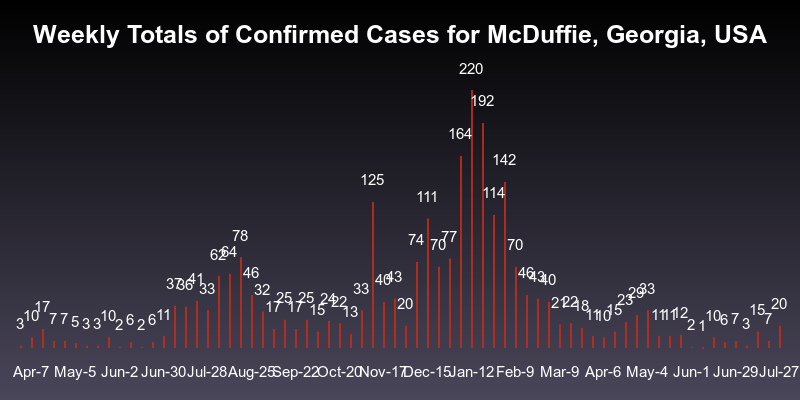 Weekly Totals of Confirmed Cases for McDuffie, Georgia, USA
3 10 17 7 7 5 3 3 10 2 6 2 6 11 37 36 41 33 62 64 78 46 32 17 25 17 25 15 24 22 13 33 125 40 43 20 74 111 70 77 164 220 192 114 142 70 46 43 40 21 22 18 11 10 15 23 29 33 11 11 12 2 1 10 6 7 3 15 7 20
Apr-7 May-5 Jun-2 Jun-30 Jul-28 Aug-25 Sep-22 Oct-20 Nov-17 Dec-15 Jan-12 Feb-9 Mar-9 Apr-6 May-4 Jun-1 Jun-29 Jul-27